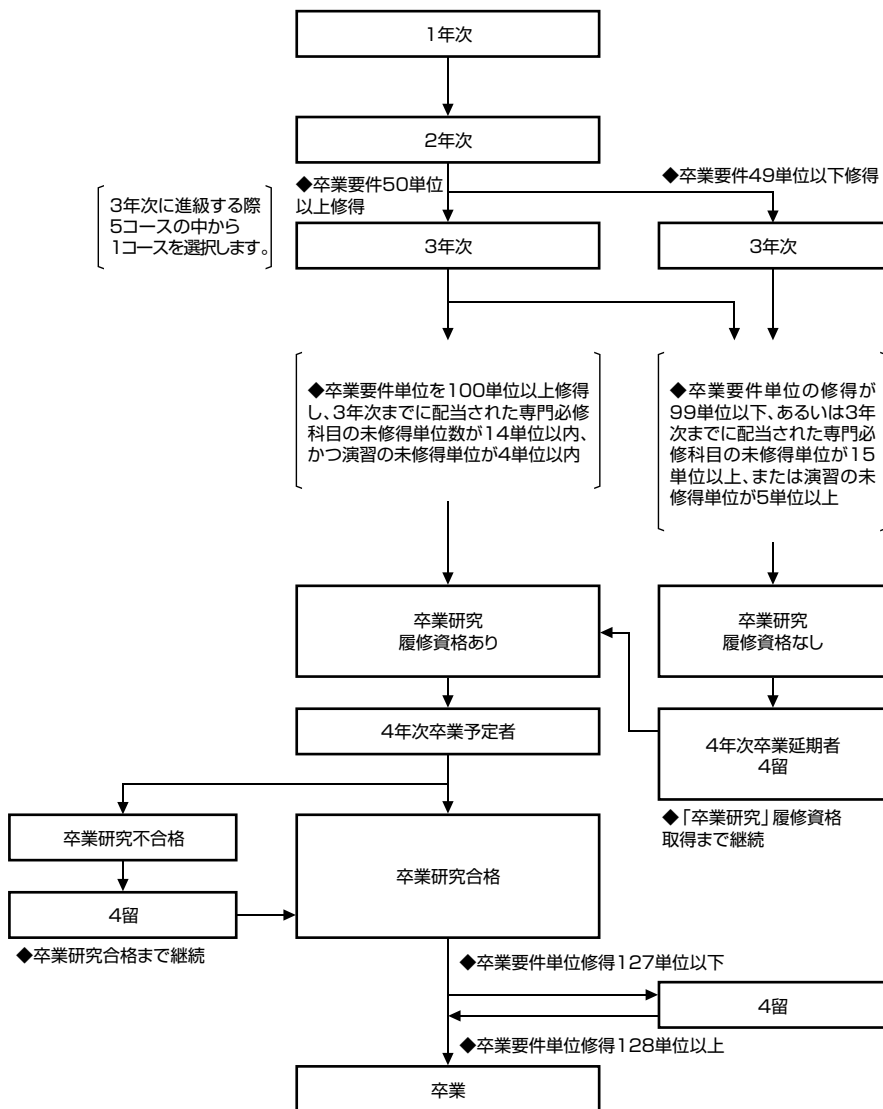 1年次
2年次
◆卒業要件50単位
以上修得
◆卒業要件49単位以下修得
3年次に進級する際
5コースの中から
1コースを選択します。
3年次
3年次
◆卒業要件単位を100単位以上修得
し、3年次までに配当された専門必修
科目の未修得単位数が14単位以内、
かつ演習の未修得単位が4単位以内
◆卒業要件単位の修得が
99単位以下、あるいは3年
次までに配当された専門必
修科目の未修得単位が15
単位以上、または演習の未
修得単位が5単位以上
卒業研究
履修資格あり
卒業研究
履修資格なし
4年次卒業予定者
4年次卒業延期者
4留
◆「卒業研究」履修資格
取得まで継続
卒業研究不合格
卒業研究合格
4留
◆卒業研究合格まで継続
◆卒業要件単位修得127単位以下
4留
◆卒業要件単位修得128単位以上
卒業